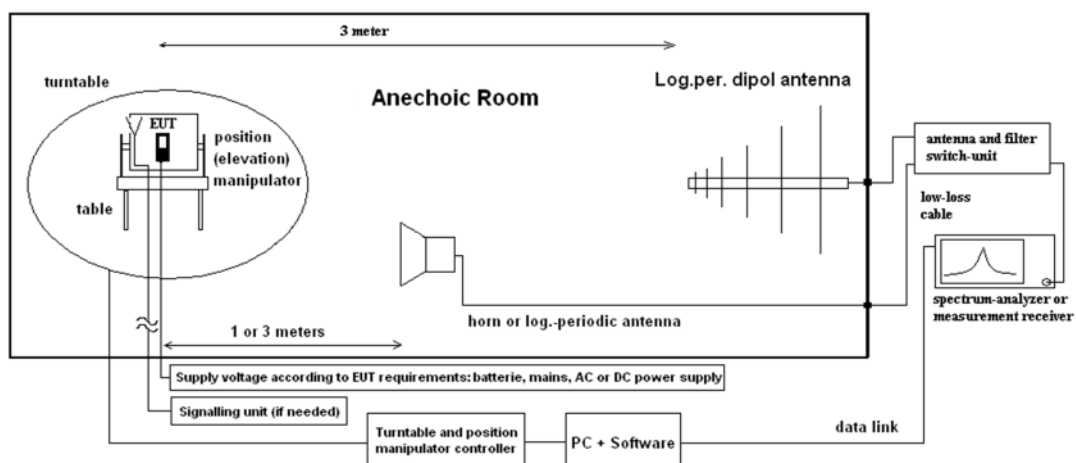 3 meter
turntable
Log.per. dipol antenna
Anechoic Room
EUT
position
(elevation)
manipulator
table
antenna and filter
switch-unit
low-loss
cable
spectrum-analyzer or
measurement receiver
horn or log.-periodic antenna
1 or 3 meters
Supply voltage according to EUT requirements: batterie, mains, AC or DC power supply
Signalling unit (if needed)
Turntable and position
manipulator controller
PC + Software
data link